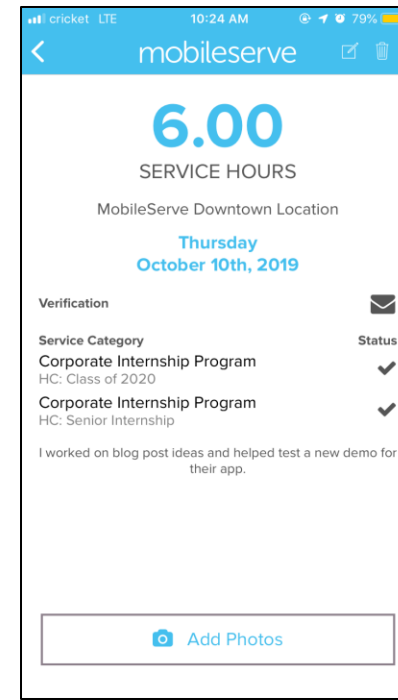 cricket LTE 10:24 AM 79%
mobileserve
6.00
SERVICE HOURS
MobileServe Downtown Location
Thursday
October 10th, 2019
Verification
Service Category Status
Corporate Internship Program
HC: Class of 2020
Corporate Internship Program
HC: Senior Internship
I worked on blog post ideas and helped test a new demo for
their app.
Add Photos